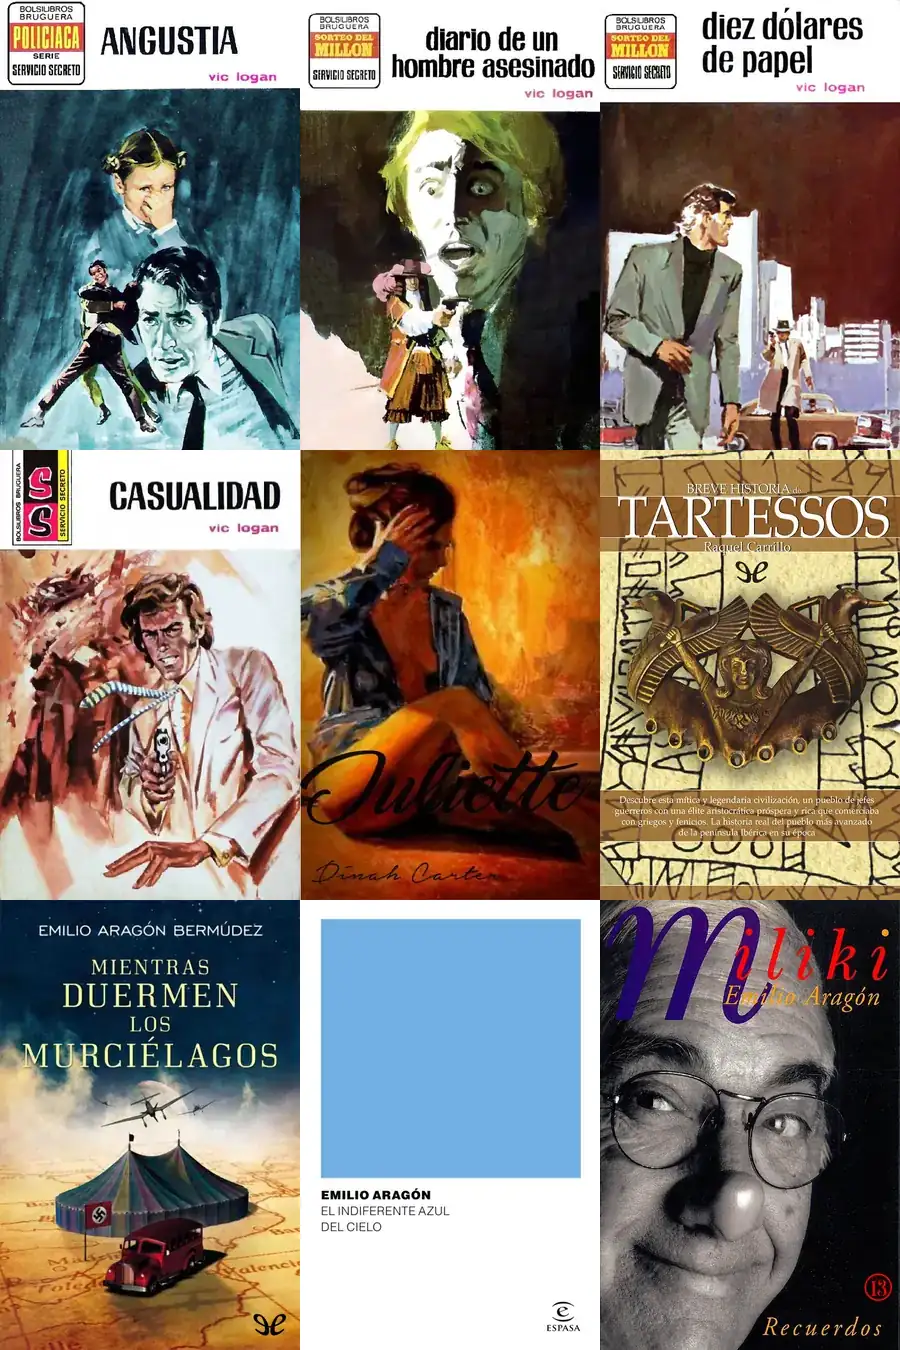 BOLSILIBROS
BRUGUERA
POLICIACA
SERIE
SERVICIO SECRETO
ANGUSTIA
vic logan
BOLSILIBROS
BRUGUERA
SORTEO DEL
MILLON
SERVICIO SECRETO
diario de un
hombre asesinado
vic logan
BOLSILIBROS
BRUGUERA
SORTEO DEL
MILLON
SERVICIO SECRETO
diez dólares
de papel
vic logan
BOLSILIBROS BRUGUERA
S
S
SERVICIO SECRETO
CASUALIDAD
vic logan
Juliette
Dinah Carter
BREVE HISTORIA de
TARTESSOS
Raquel Carrillo
Descubre esta mítica y legendaria civilización, un pueblo de jefes
guerreros con una élite aristocrática próspera y rica que comerciaba
con griegos y fenicios. La historia real del pueblo más avanzado
de la península Ibérica en su época
EMILIO ARAGÓN BERMÚDEZ
MIENTRAS
DUERMEN
LOS
MURCIÉLAGOS
EMILIO ARAGÓN
EL INDIFERENTE AZUL
DEL CIELO
ESPASA
Miliki
Emilio Aragón
13
Recuerdos